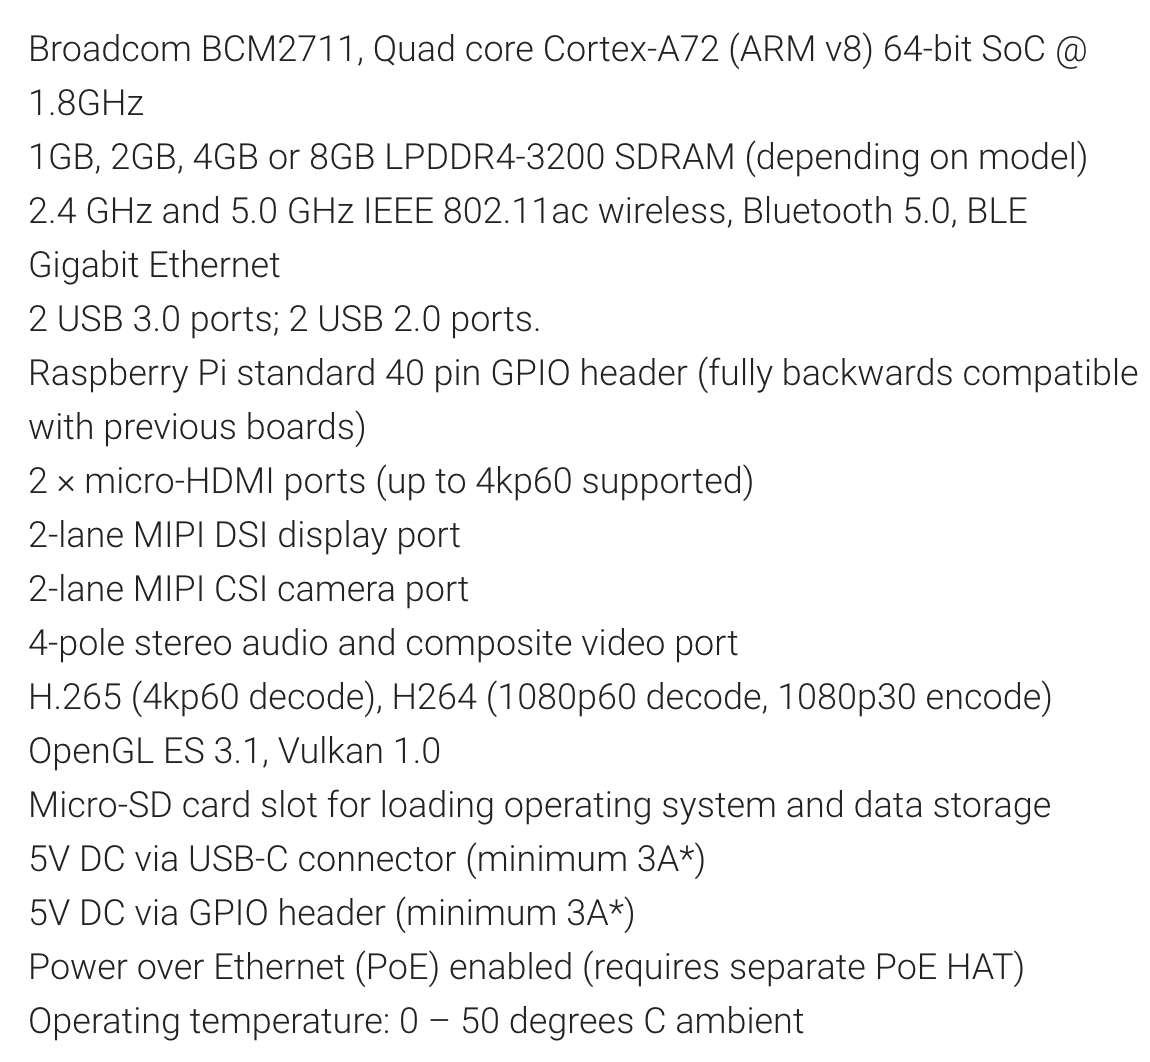 Broadcom BCM2711, Quad core Cortex-A72 (ARM v8) 64-bit SoC @
1.8GHz
1GB, 2GB, 4GB or 8GB LPDDR4-3200 SDRAM (depending on model)
2.4 GHz and 5.0 GHz IEEE 802.11ac wireless, Bluetooth 5.0, BLE
Gigabit Ethernet
2 USB 3.0 ports; 2 USB 2.0 ports.
Raspberry Pi standard 40 pin GPIO header (fully backwards compatible
with previous boards)
2 × micro-HDMI ports (up to 4kp60 supported)
2-lane MIPI DSI display port
2-lane MIPI CSI camera port
4-pole stereo audio and composite video port
H.265 (4kp60 decode), H264 (1080p60 decode, 1080p30 encode)
OpenGL ES 3.1, Vulkan 1.0
Micro-SD card slot for loading operating system and data storage
5V DC via USB-C connector (minimum 3A*)
5V DC via GPIO header (minimum 3A*)
Power over Ethernet (PoE) enabled (requires separate PoE HAT)
Operating temperature: 0 – 50 degrees C ambient